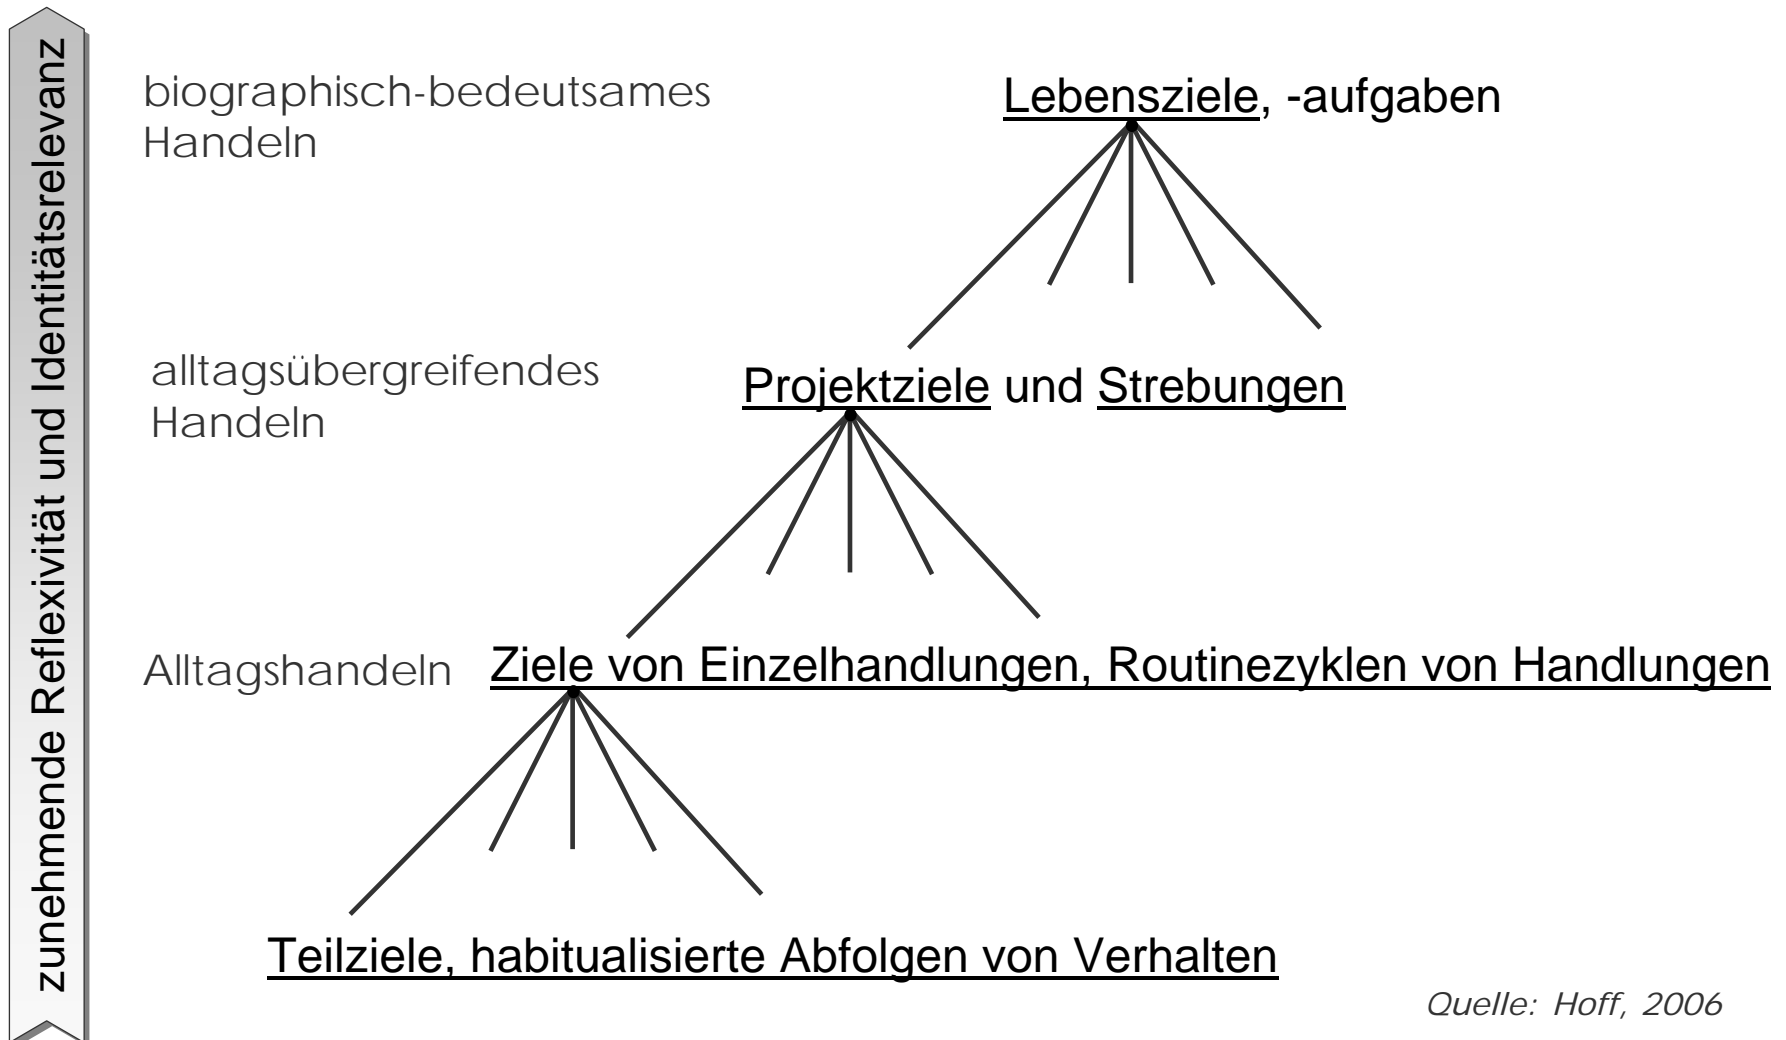 zunehmende Reflexivität und Identitätsrelevanz
biographisch-bedeutsames
Handeln
Lebensziele, -aufgaben
alltagsübergreifendes
Handeln
Projektziele und Strebungen
Alltagshandeln
Ziele von Einzelhandlungen, Routinezyklen von Handlungen
Teilziele, habitualisierte Abfolgen von Verhalten
Quelle: Hoff, 2006